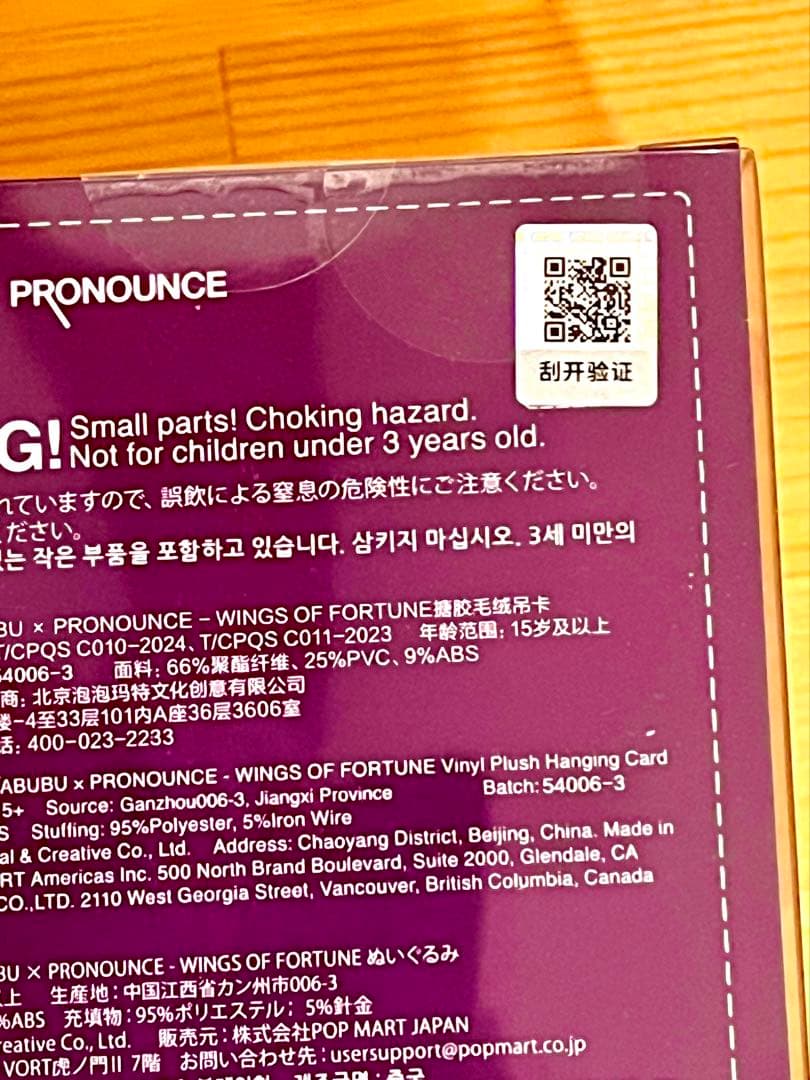 PRONOUNCE
刮开验证
G! Small parts! Choking hazard.
Not for children under 3 years old.
れていますので、誤飲による窒息の危険性にご注意ください。
ださい。
는 작은 부품을 포함하고 있습니다. 삼키지 마십시오. 3세 미만의
BU × PRONOUNCE – WINGS OF FORTUNE搪胶毛绒吊卡
T/CPQS C010-2024、T/CPQS C011-2023 年龄范围: 15岁及以上
54006-3 面料: 66%聚酯纤维、25%PVC、9%ABS
商: 北京泡泡玛特文化创意有限公司
楼-4至33层101内A座36层3606室
话: 400-023-2233
ABUBU × PRONOUNCE - WINGS OF FORTUNE Vinyl Plush Hanging Card
5+ Source: Ganzhou006-3, Jiangxi Province Batch: 54006-3
S Stuffing: 95%Polyester, 5%Iron Wire
al & Creative Co., Ltd. Address: Chaoyang District, Beijing, China. Made in
RT Americas Inc. 500 North Brand Boulevard, Suite 2000, Glendale, CA
CO.,LTD. 2110 West Georgia Street, Vancouver, British Columbia, Canada
BU × PRONOUNCE - WINGS OF FORTUNE ぬいぐるみ
以上 生産地：中国江西省カン州市006-3
%ABS 充填物：95%ポリエステル； 5%針金
reative Co., Ltd. 販売元：株式会社POP MART JAPAN
VORT虎ノ門II 7階 お問い合わせ先：usersupport@popmart.co.jp